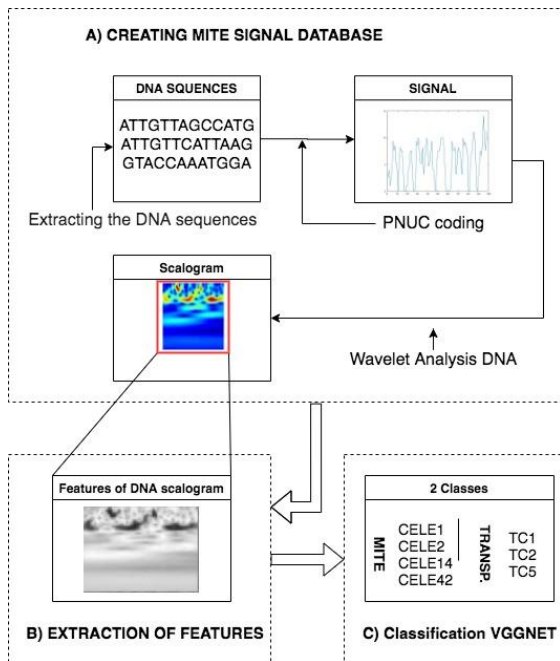 A) CREATING MITE SIGNAL DATABASE
DNA SQUENCES
ATTGTTAGCCATG
ATTGTTCATTAAG
GTACCAAATGGA
SIGNAL
Extracting the DNA sequences
PNUC coding
Scalogram
Wavelet Analysis DNA
Features of DNA scalogram
B) EXTRACTION OF FEATURES
2 Classes
MITE
CELE1
CELE2
CELE14
CELE42
TRANSP.
TC1
TC2
TC5
C) Classification VGGNET